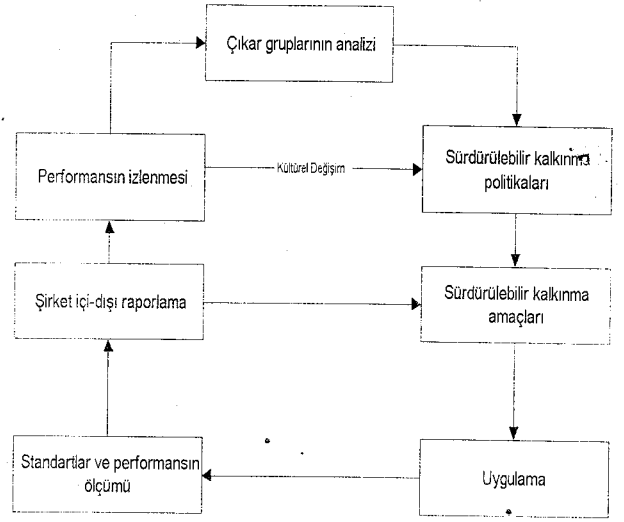 Çıkar gruplarının analizi
Performansın izlenmesi
Kültürel Değişim
Sürdürülebilir kalkınma
politikaları
Şirket içi-dışı raporlama
Sürdürülebilir kalkınma
amaçları
Standartlar ve performansın
ölçümü
Uygulama